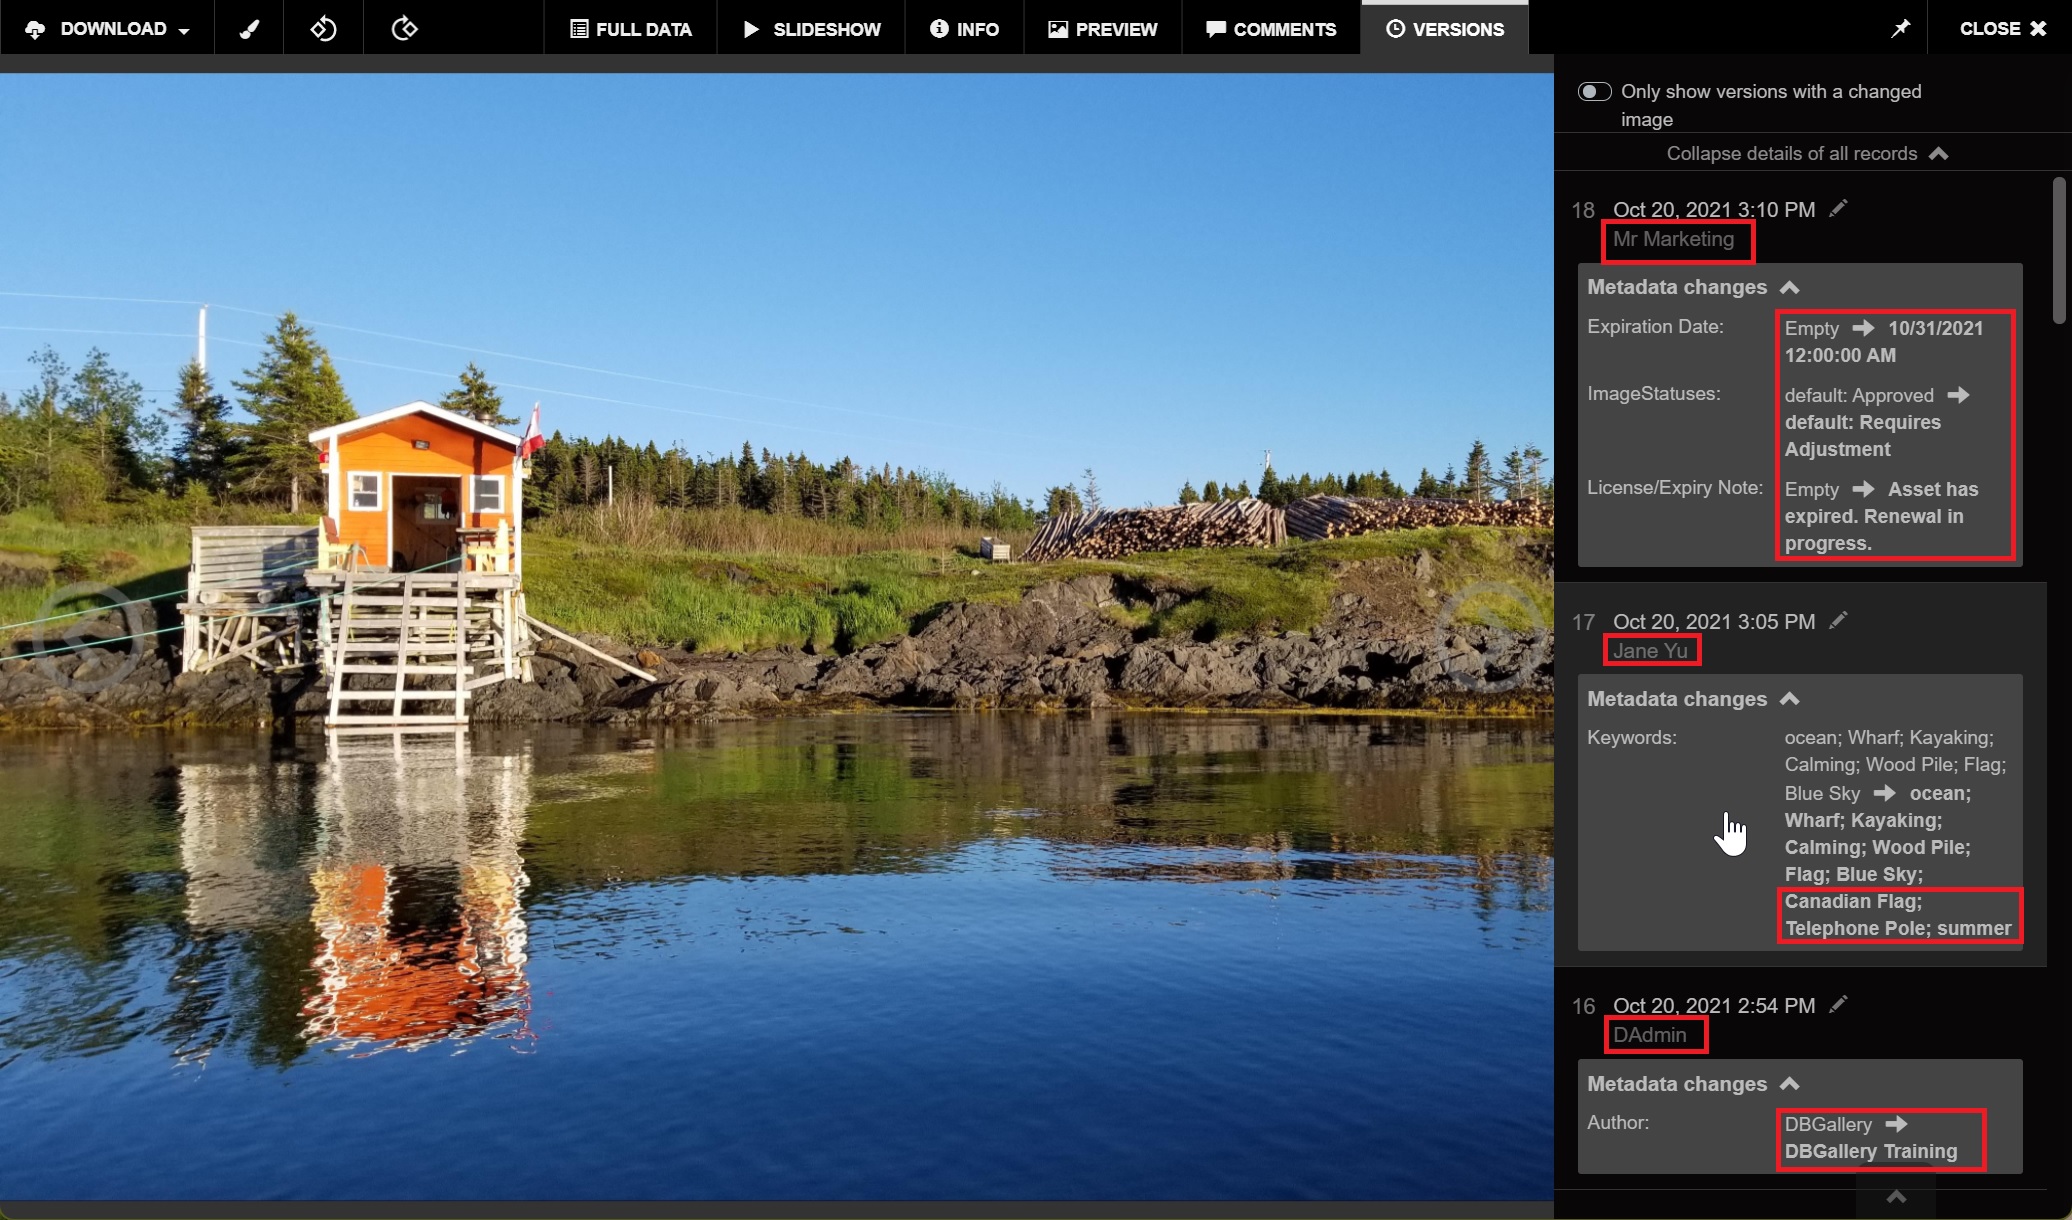 DOWNLOAD
FULL DATA
SLIDESHOW
INFO
PREVIEW
COMMENTS
VERSIONS
CLOSE
Only show versions with a changed
image
Collapse details of all records
18 Oct 20, 2021 3:10 PM
Mr Marketing
Metadata changes
Expiration Date: Empty ➔ 10/31/2021
12:00:00 AM
ImageStatuses: default: Approved ➔
default: Requires
Adjustment
License/Expiry Note: Empty ➔ Asset has
expired. Renewal in
progress.
17 Oct 20, 2021 3:05 PM
Jane Yu
Metadata changes
Keywords: ocean; Wharf; Kayaking;
Calming; Wood Pile; Flag;
Blue Sky ➔ ocean;
Wharf; Kayaking;
Calming; Wood Pile;
Flag; Blue Sky;
Canadian Flag;
Telephone Pole; summer
16 Oct 20, 2021 2:54 PM
DAdmin
Metadata changes
Author: DBGallery ➔
DBGallery Training